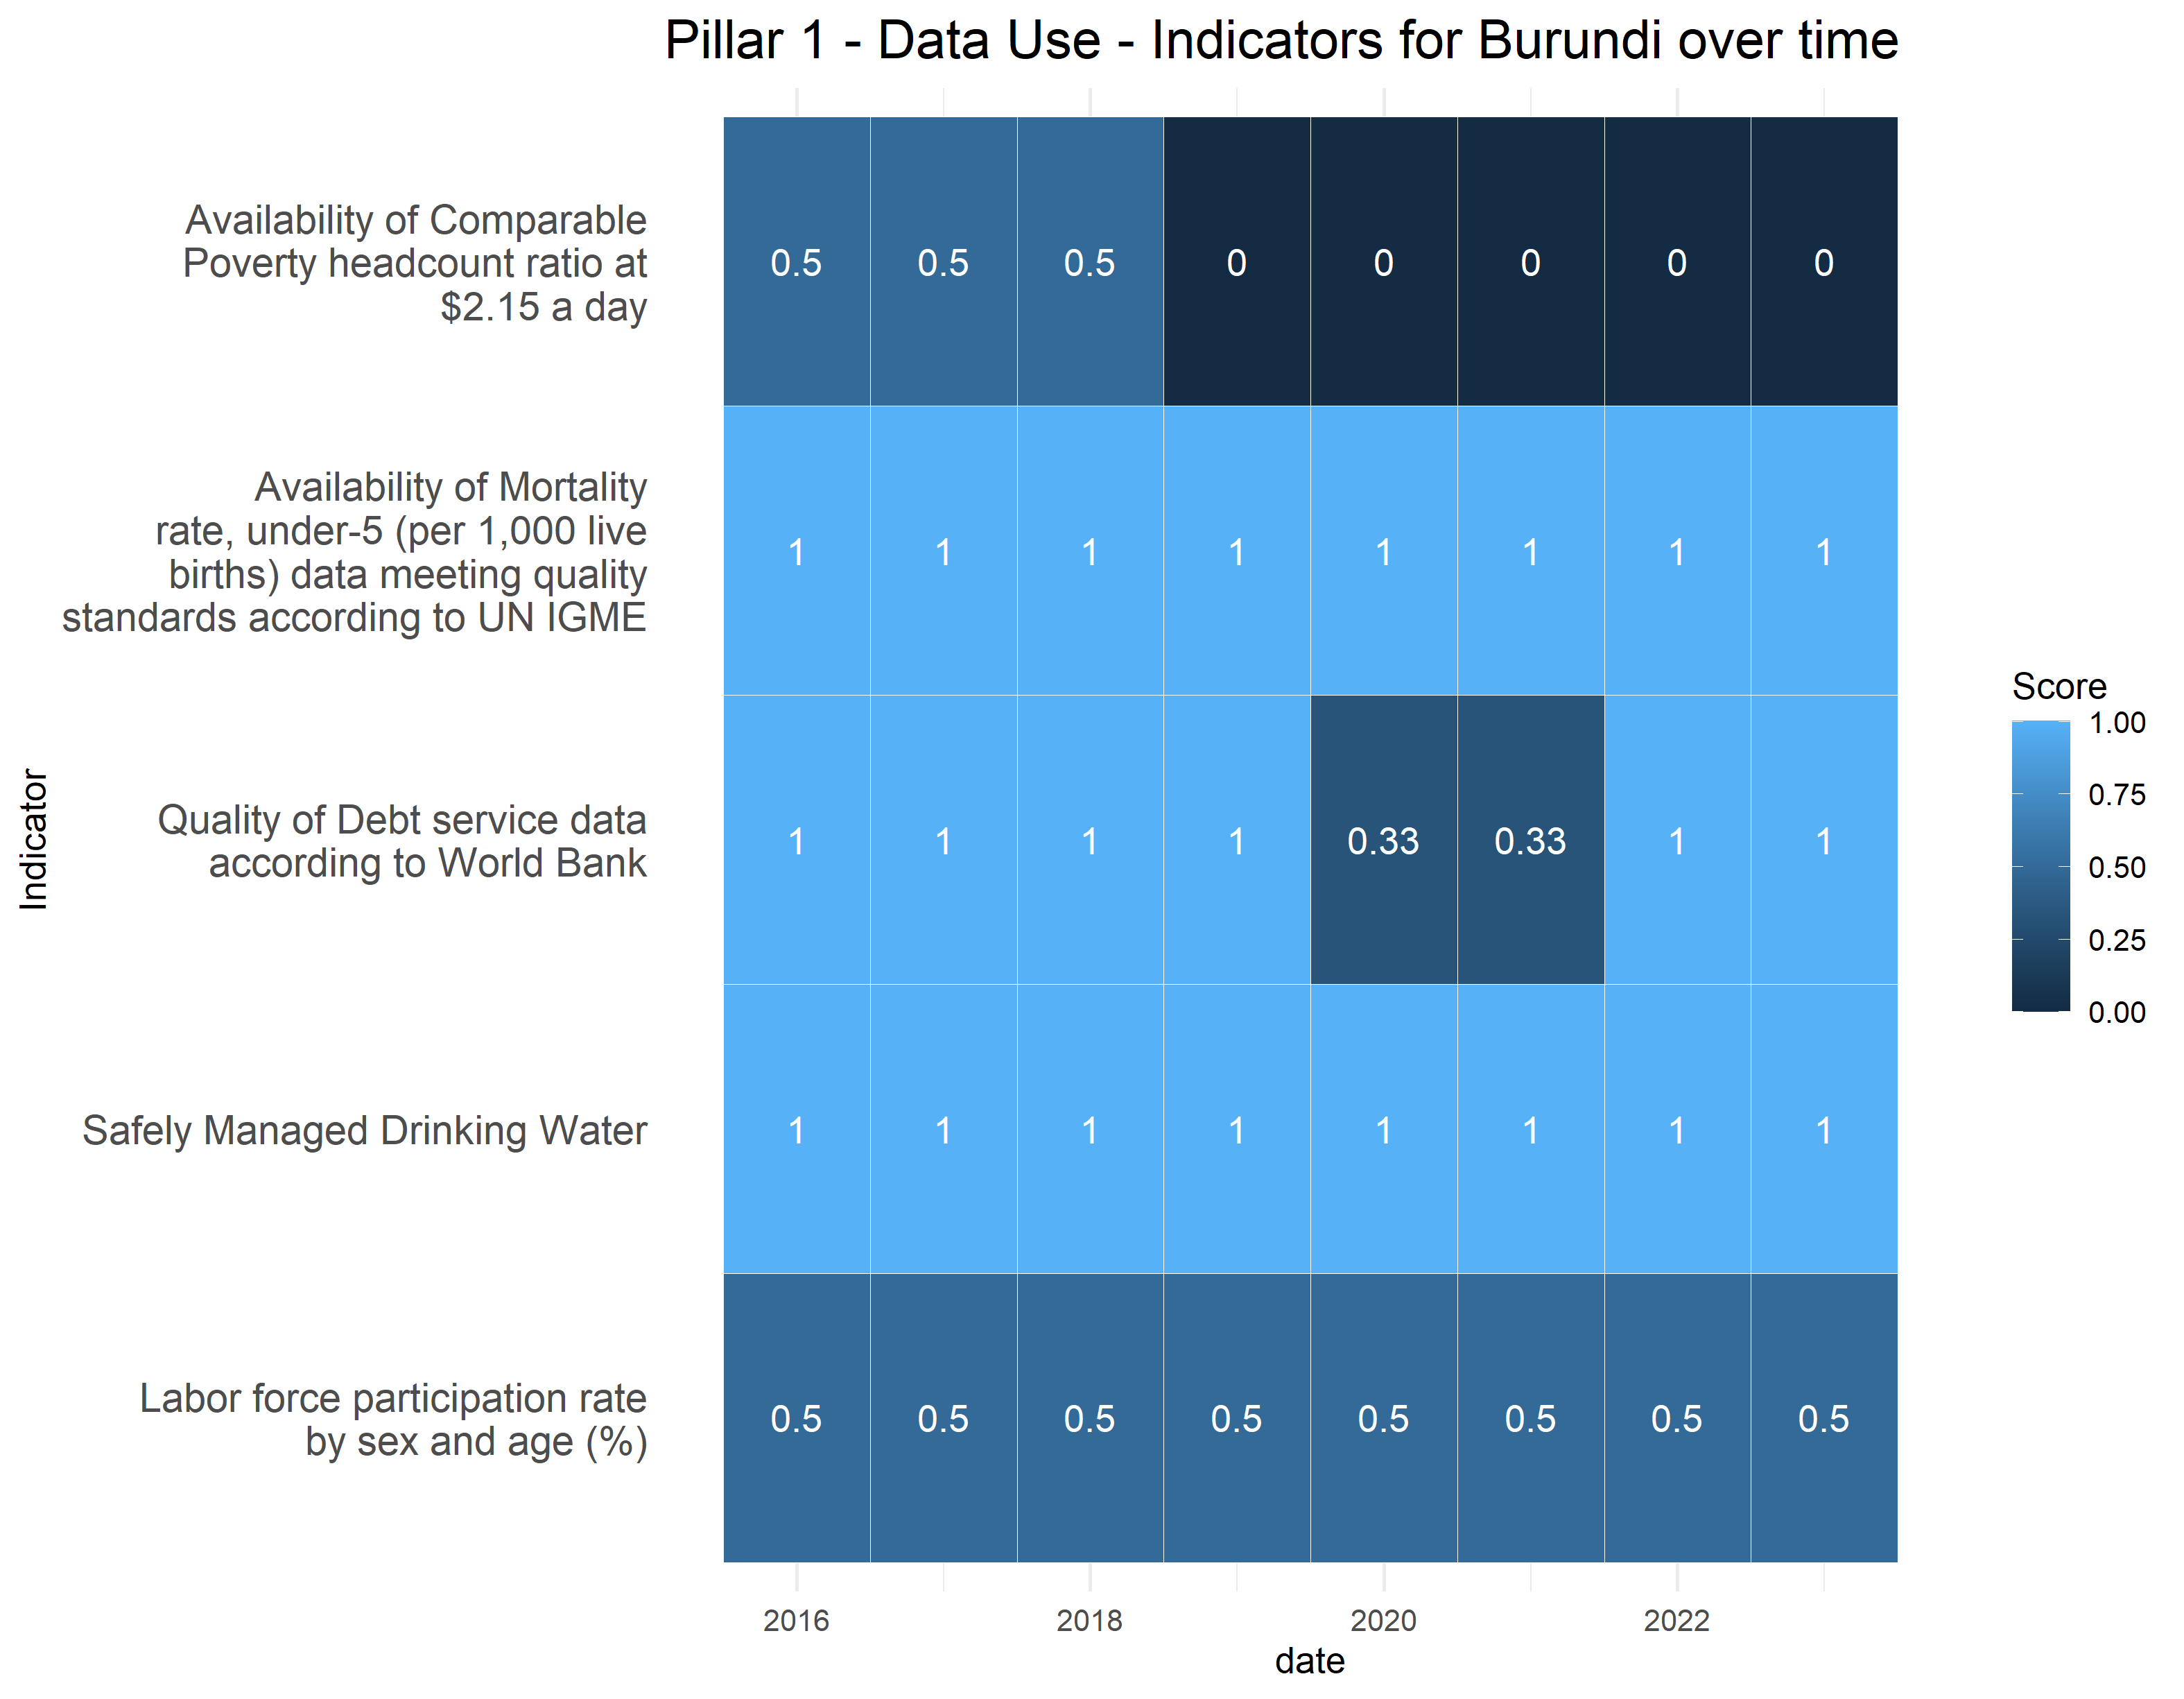 Pillar 1 - Data Use - Indicators for Burundi over time
Availability of Comparable
Poverty headcount ratio at
$2.15 a day
0.5 0.5 0.5 0 0 0 0 0
Availability of Mortality
rate, under-5 (per 1,000 live
births) data meeting quality
standards according to UN IGME
1 1 1 1 1 1 1 1
Quality of Debt service data
according to World Bank
1 1 1 1 0.33 0.33 1 1
Safely Managed Drinking Water
1 1 1 1 1 1 1 1
Labor force participation rate
by sex and age (%)
0.5 0.5 0.5 0.5 0.5 0.5 0.5 0.5
Indicator
2016 2018 2020 2022
date
Score
1.00
0.75
0.50
0.25
0.00